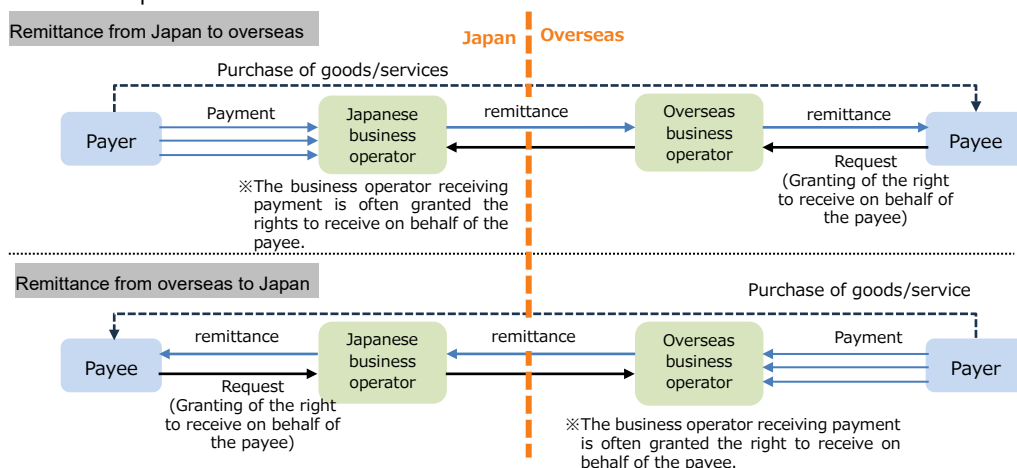 Remittance from Japan to overseas
Japan
Overseas
Purchase of goods/services
Payer
Payment
Japanese
business
operator
remittance
Overseas
business
operator
remittance
Payee
Request
(Granting of the right
to receive on behalf of
the payee)
※The business operator receiving
payment is often granted the
rights to receive on behalf of the
payee.
Remittance from overseas to Japan
Purchase of goods/service
Payee
remittance
Japanese
business
operator
remittance
Overseas
business
operator
Payment
Payer
Request
(Granting of the right
to receive on behalf of
the payee)
※The business operator receiving payment
is often granted the right to receive on
behalf of the payee.